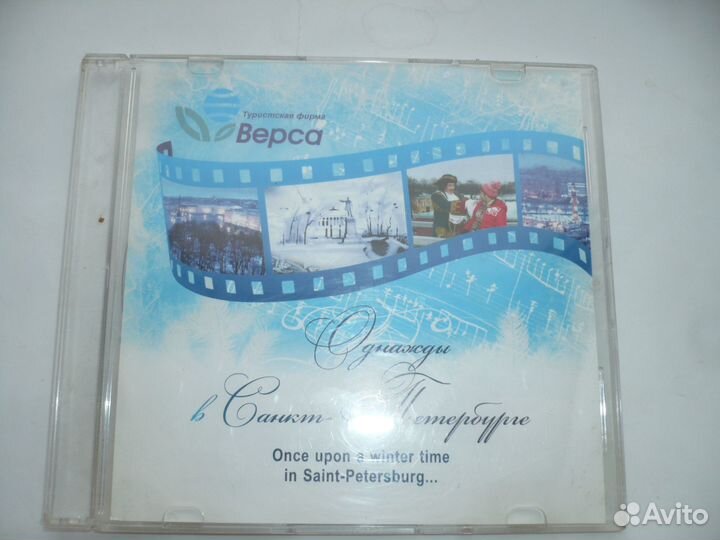 Туристская фирма
Верса
Однажды
в Санкт-Петербурге
Once upon a winter time
in Saint-Petersburg...
Avito